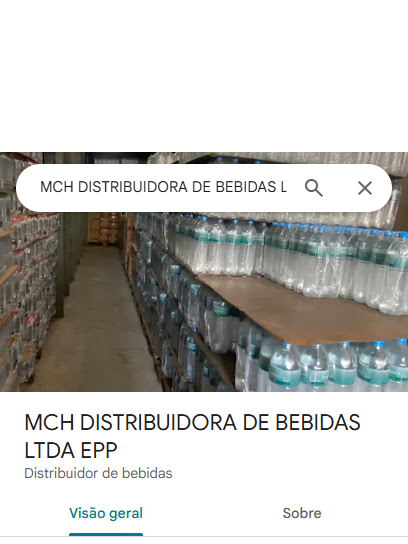 MCH DISTRIBUIDORA DE BEBIDAS L
MCH DISTRIBUIDORA DE BEBIDAS
LTDA EPP
Distribuidor de bebidas
Visão geral
Sobre